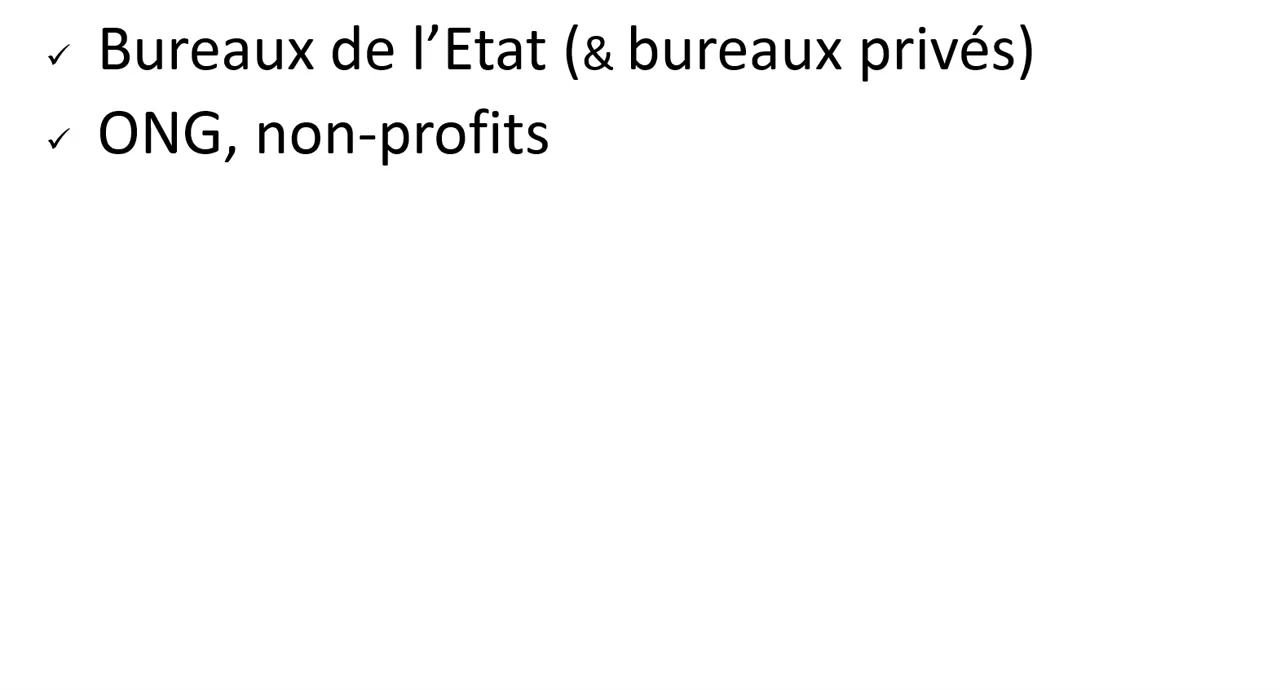 ✓ Bureaux de l’Etat (& bureaux privés)
✓ ONG, non-profits